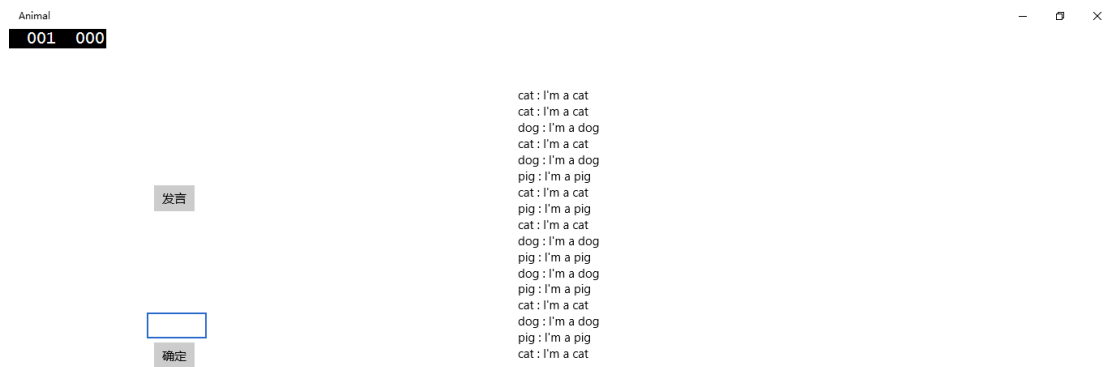 Animal
001 000
cat : I'm a cat
cat : I'm a cat
dog : I'm a dog
cat : I'm a cat
dog : I'm a dog
pig : I'm a pig
cat : I'm a cat
pig : I'm a pig
cat : I'm a cat
dog : I'm a dog
pig : I'm a pig
dog : I'm a dog
pig : I'm a pig
cat : I'm a cat
dog : I'm a dog
pig : I'm a pig
cat : I'm a cat
发言
确定